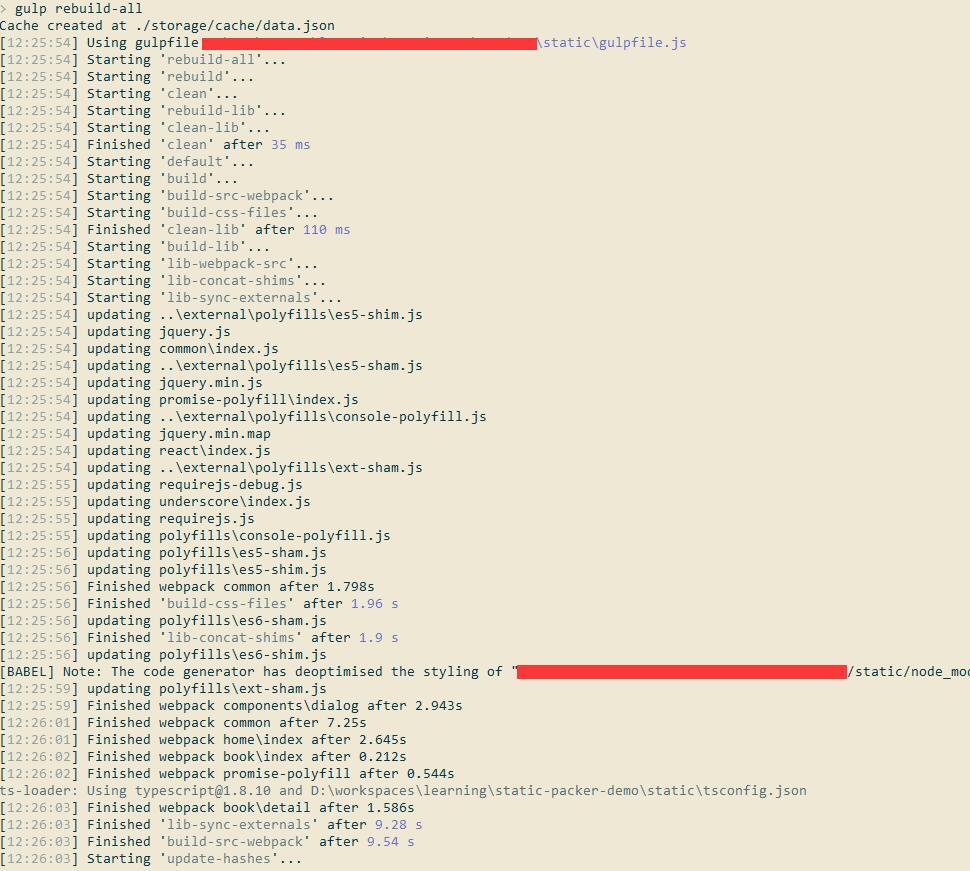 > gulp rebuild-all
Cache created at ./storage/cache/data.json
[12:25:54] Using gulpfile \static\gulpfile.js
[12:25:54] Starting 'rebuild-all'...
[12:25:54] Starting 'rebuild'...
[12:25:54] Starting 'clean'...
[12:25:54] Starting 'rebuild-lib'...
[12:25:54] Starting 'clean-lib'...
[12:25:54] Finished 'clean' after 35 ms
[12:25:54] Starting 'default'...
[12:25:54] Starting 'build'...
[12:25:54] Starting 'build-src-webpack'...
[12:25:54] Starting 'build-css-files'...
[12:25:54] Finished 'clean-lib' after 110 ms
[12:25:54] Starting 'build-lib'...
[12:25:54] Starting 'lib-webpack-src'...
[12:25:54] Starting 'lib-concat-shims'...
[12:25:54] Starting 'lib-sync-externals'...
[12:25:54] updating ..\external\polyfills\es5-shim.js
[12:25:54] updating jquery.js
[12:25:54] updating common\index.js
[12:25:54] updating ..\external\polyfills\es5-sham.js
[12:25:54] updating jquery.min.js
[12:25:54] updating promise-polyfill\index.js
[12:25:54] updating ..\external\polyfills\console-polyfill.js
[12:25:54] updating jquery.min.map
[12:25:54] updating react\index.js
[12:25:54] updating ..\external\polyfills\ext-sham.js
[12:25:55] updating requirejs-debug.js
[12:25:55] updating underscore\index.js
[12:25:55] updating requirejs.js
[12:25:55] updating polyfills\console-polyfill.js
[12:25:56] updating polyfills\es5-sham.js
[12:25:56] updating polyfills\es5-shim.js
[12:25:56] Finished webpack common after 1.798s
[12:25:56] Finished 'build-css-files' after 1.96 s
[12:25:56] updating polyfills\es6-sham.js
[12:25:56] Finished 'lib-concat-shims' after 1.9 s
[12:25:56] updating polyfills\es6-shim.js
[BABEL] Note: The code generator has deoptimised the styling of " /static/node_mo
[12:25:59] updating polyfills\ext-sham.js
[12:25:59] Finished webpack components\dialog after 2.943s
[12:26:01] Finished webpack common after 7.25s
[12:26:01] Finished webpack home\index after 2.645s
[12:26:02] Finished webpack book\index after 0.212s
[12:26:02] Finished webpack promise-polyfill after 0.544s
ts-loader: Using typescript@1.8.10 and D:\workspaces\learning\static-packer-demo\static\tsconfig.json
[12:26:03] Finished webpack book\detail after 1.586s
[12:26:03] Finished 'lib-sync-externals' after 9.28 s
[12:26:03] Finished 'build-src-webpack' after 9.54 s
[12:26:03] Starting 'update-hashes'...